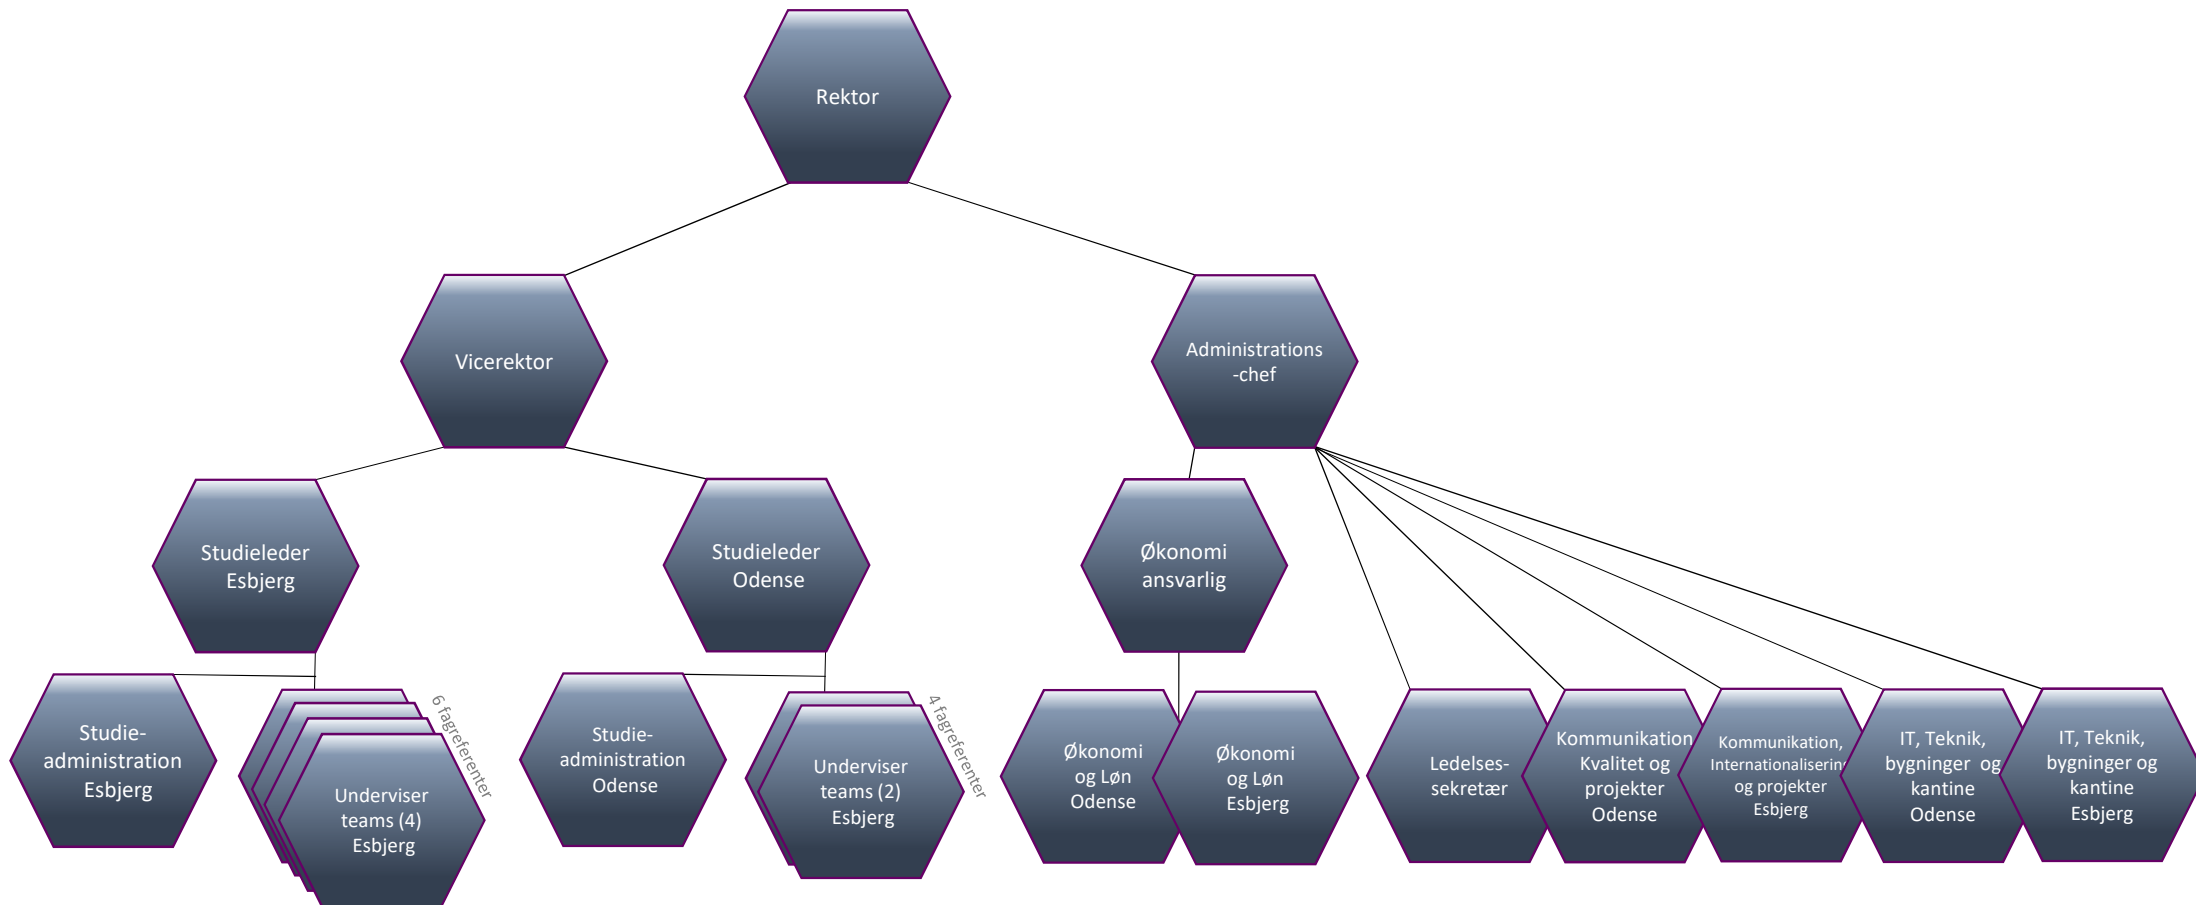 Rektor
Vicerektor
Administrations
-chef
Studieleder
Esbjerg
Studieleder
Odense
Økonomi
ansvarlig
Studie-
administration
Esbjerg
6 fagreferenter
Underviser
teams (4)
Esbjerg
Studie-
administration
Odense
4 fagreferenter
Underviser
teams (2)
Esbjerg
Økonomi
og Løn
Odense
Økonomi
og Løn
Esbjerg
Ledelses-
sekretær
Kommunikation
Kvalitet og
projekter
Odense
Kommunikation,
Internationalisering
og projekter
Esbjerg
IT, Teknik,
bygninger og
kantine
Odense
IT, Teknik,
bygninger og
kantine
Esbjerg